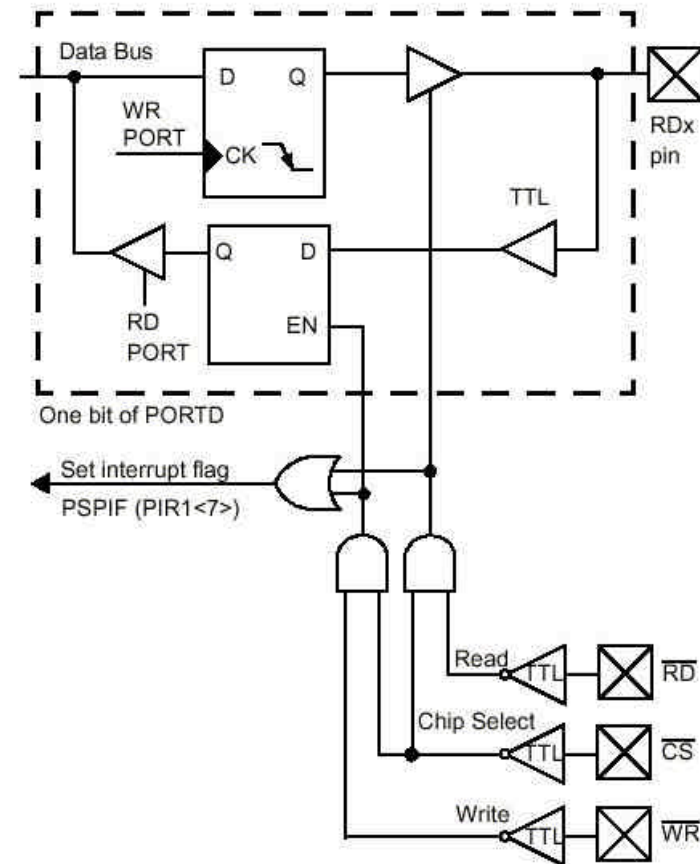 Data Bus
D
Q
WR
PORT
CK
RDx
pin
TTL
Q
D
EN
RD
PORT
One bit of PORTD
Set interrupt flag
PSPIF (PIR1<7>)
Read
TTL
RD
Chip Select
TTL
CS
Write
TTL
WR